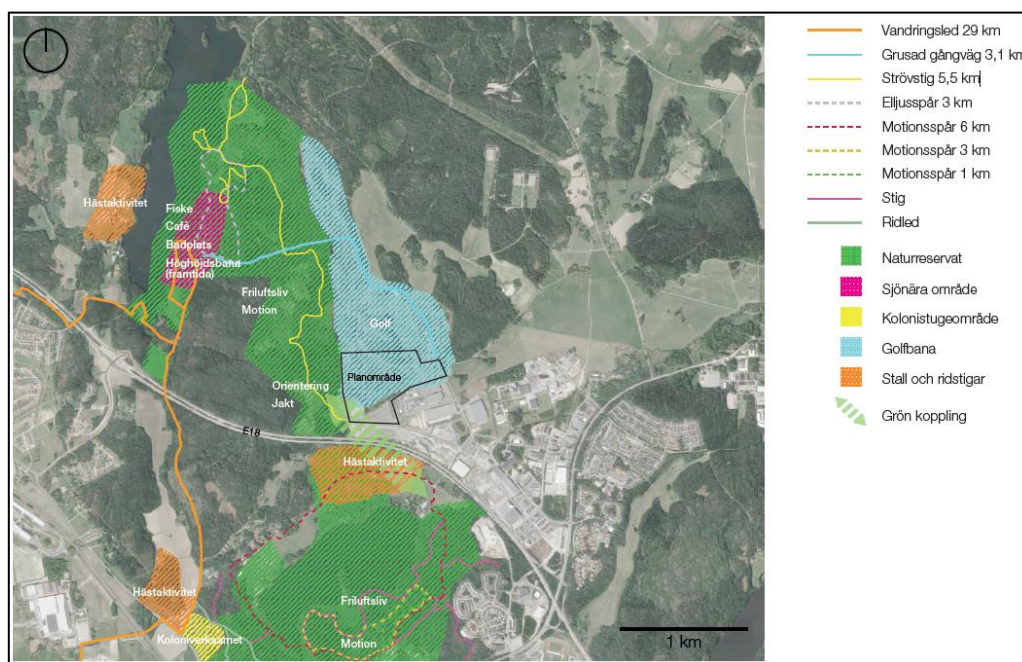 Vandringsled 29 km
Grusad gångväg 3,1 km
Strövstig 5,5 km
Elljusspår 3 km
Motionsspår 6 km
Motionsspår 3 km
Motionsspår 1 km
Stig
Ridled
Naturreservat
Sjönära område
Kolonistugeområde
Golfbana
Stall och ridstigar
Grön koppling
Hästaktivitet
Fiske
Café
Badplats
Höghöjdsbana
(framtida)
Friluftsliv
Motion
Golf
Planområde
Orientering
Jakt
E18
Hästaktivitet
Hästaktivitet
Koloniverksamet
Friluftsliv
Motion
1 km